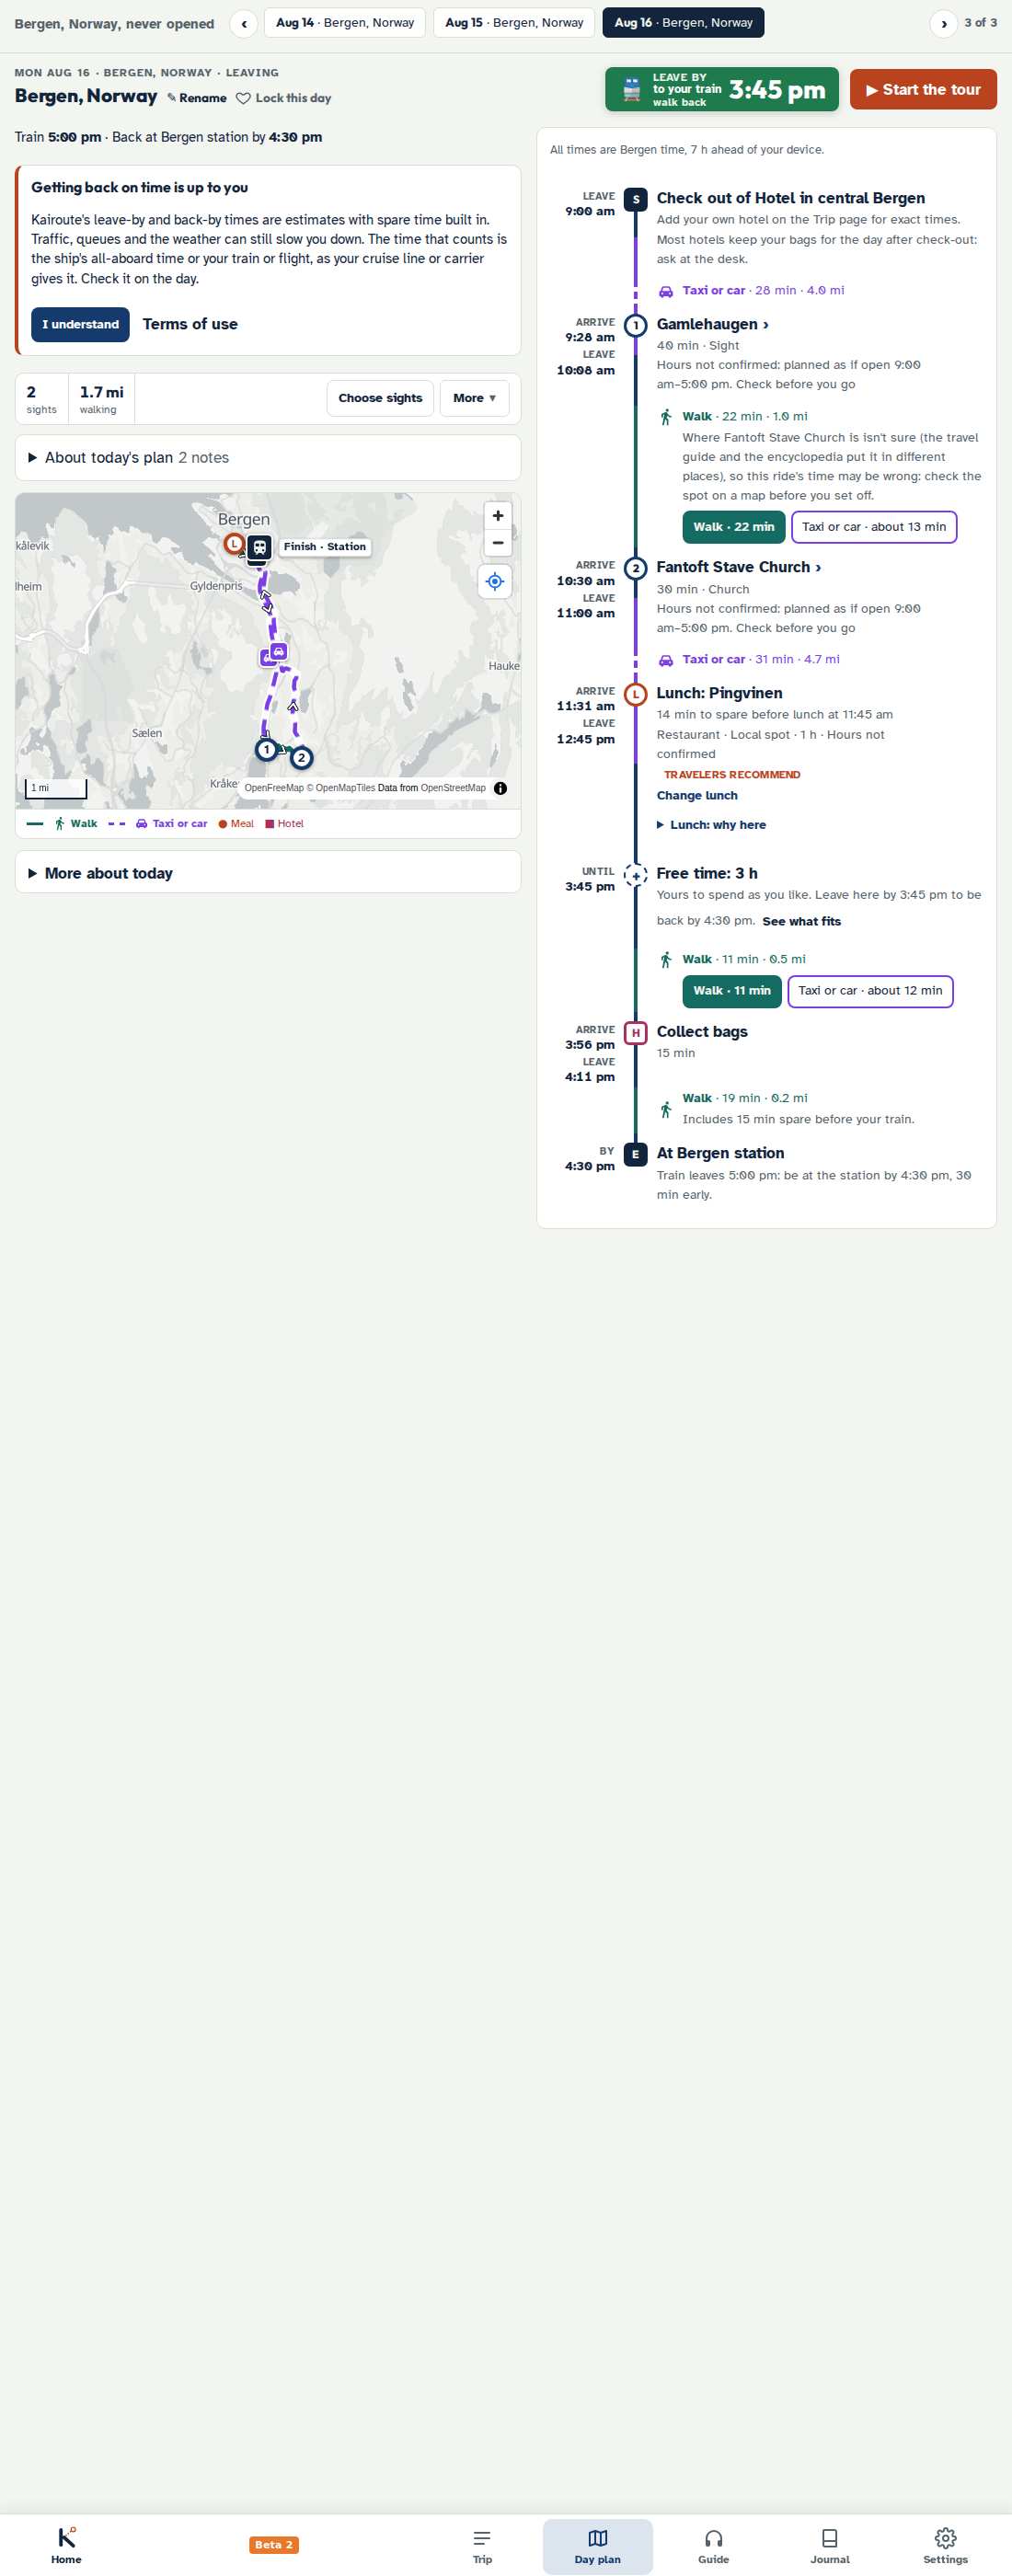 Bergen, Norway, never opened
‹
Aug 14 · Bergen, Norway
Aug 15 · Bergen, Norway
Aug 16 · Bergen, Norway
›
3 of 3
MON AUG 16 · BERGEN, NORWAY · LEAVING
Bergen, Norway
✎ Rename
Lock this day
LEAVE BY
to your train
walk back
3:45 pm
▶ Start the tour
Train 5:00 pm · Back at Bergen station by 4:30 pm
Getting back on time is up to you
Kairoute's leave-by and back-by times are estimates with spare time built in.
Traffic, queues and the weather can still slow you down. The time that counts is
the ship's all-aboard time or your train or flight, as your cruise line or carrier
gives it. Check it on the day.
I understand
Terms of use
2
sights
1.7 mi
walking
Choose sights
More ▼
▶ About today's plan 2 notes
Bergen
kålevik
lheim
Gyldenpris
Finish · Station
L
Hauke
Sælen
1
2
Kråke
1 mi
+
−
OpenFreeMap © OpenMapTiles Data from OpenStreetMap
Walk
Taxi or car
Meal
Hotel
▶ More about today
All times are Bergen time, 7 h ahead of your device.
LEAVE
9:00 am
S
Check out of Hotel in central Bergen
Add your own hotel on the Trip page for exact times.
Most hotels keep your bags for the day after check-out:
ask at the desk.
Taxi or car · 28 min · 4.0 mi
ARRIVE
9:28 am
LEAVE
10:08 am
1
Gamlehaugen ›
40 min · Sight
Hours not confirmed: planned as if open 9:00
am–5:00 pm. Check before you go
Walk · 22 min · 1.0 mi
Where Fantoft Stave Church is isn't sure (the travel
guide and the encyclopedia put it in different
places), so this ride's time may be wrong: check the
spot on a map before you set off.
Walk · 22 min
Taxi or car · about 13 min
ARRIVE
10:30 am
LEAVE
11:00 am
2
Fantoft Stave Church ›
30 min · Church
Hours not confirmed: planned as if open 9:00
am–5:00 pm. Check before you go
Taxi or car · 31 min · 4.7 mi
ARRIVE
11:31 am
LEAVE
12:45 pm
L
Lunch: Pingvinen
14 min to spare before lunch at 11:45 am
Restaurant · Local spot · 1 h · Hours not
confirmed
TRAVELERS RECOMMEND
Change lunch
▶ Lunch: why here
UNTIL
3:45 pm
+
Free time: 3 h
Yours to spend as you like. Leave here by 3:45 pm to be
back by 4:30 pm. See what fits
Walk · 11 min · 0.5 mi
Walk · 11 min
Taxi or car · about 12 min
ARRIVE
3:56 pm
LEAVE
4:11 pm
H
Collect bags
15 min
Walk · 19 min · 0.2 mi
Includes 15 min spare before your train.
BY
4:30 pm
E
At Bergen station
Train leaves 5:00 pm: be at the station by 4:30 pm, 30
min early.
Home
Beta 2
Trip
Day plan
Guide
Journal
Settings